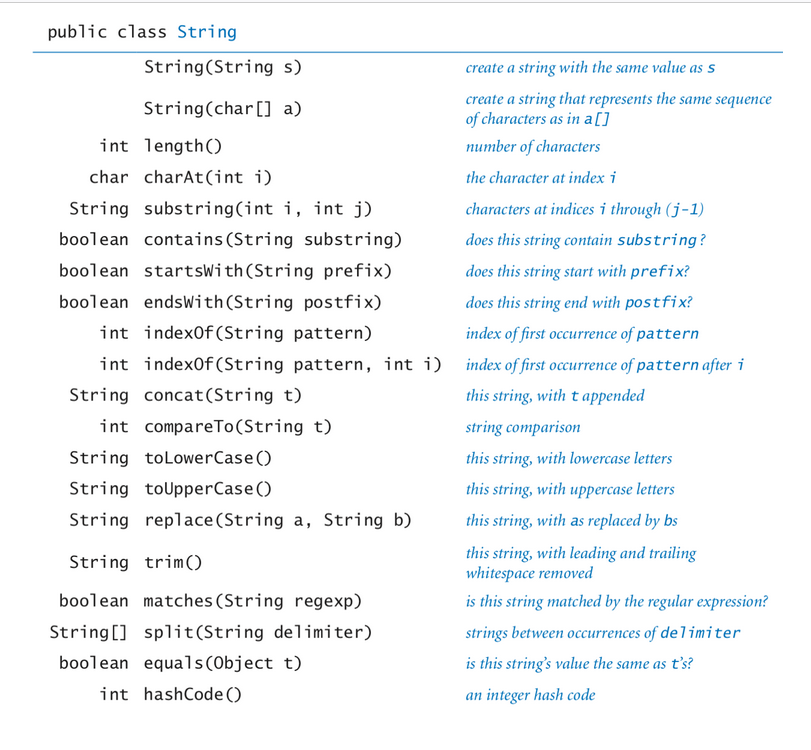 public class String
String(String s) create a string with the same value as s
String(char[] a) create a string that represents the same sequence
of characters as in a[]
int length() number of characters
char charAt(int i) the character at index i
String substring(int i, int j) characters at indices i through (j-1)
boolean contains(String substring) does this string contain substring?
boolean startsWith(String prefix) does this string start with prefix?
boolean endsWith(String postfix) does this string end with postfix?
int indexOf(String pattern) index of first occurrence of pattern
int indexOf(String pattern, int i) index of first occurrence of pattern after i
String concat(String t) this string, with t appended
int compareTo(String t) string comparison
String toLowerCase() this string, with lowercase letters
String toUpperCase() this string, with uppercase letters
String replace(String a, String b) this string, with as replaced by bs
String trim() this string, with leading and trailing
whitespace removed
boolean matches(String regexp) is this string matched by the regular expression?
String[] split(String delimiter) strings between occurrences of delimiter
boolean equals(Object t) is this string's value the same as t's?
int hashCode() an integer hash code